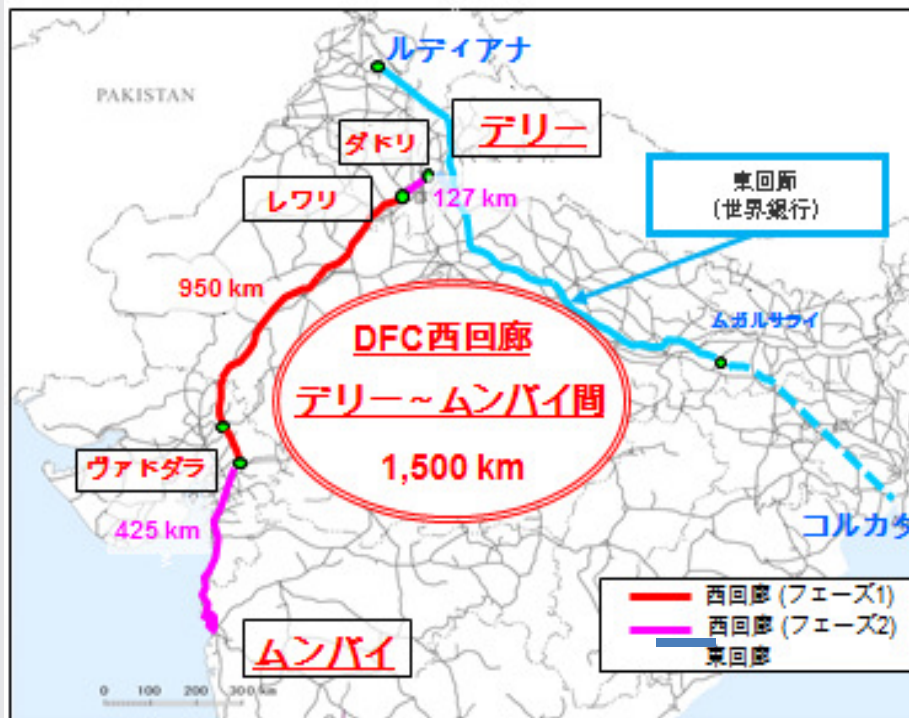 ルディアナ
PAKISTAN
デリー
ダドリ
東回廊
(世界銀行)
レワリ
127 km
950 km
ムガルサライ
DFC西回廊
デリー~ムンバイ間
1,500 km
ヴァドダラ
425 km
コルカタ
西回廊 (フェーズ1)
西回廊 (フェーズ2)
東回廊
ムンバイ
0 100 200 300 km